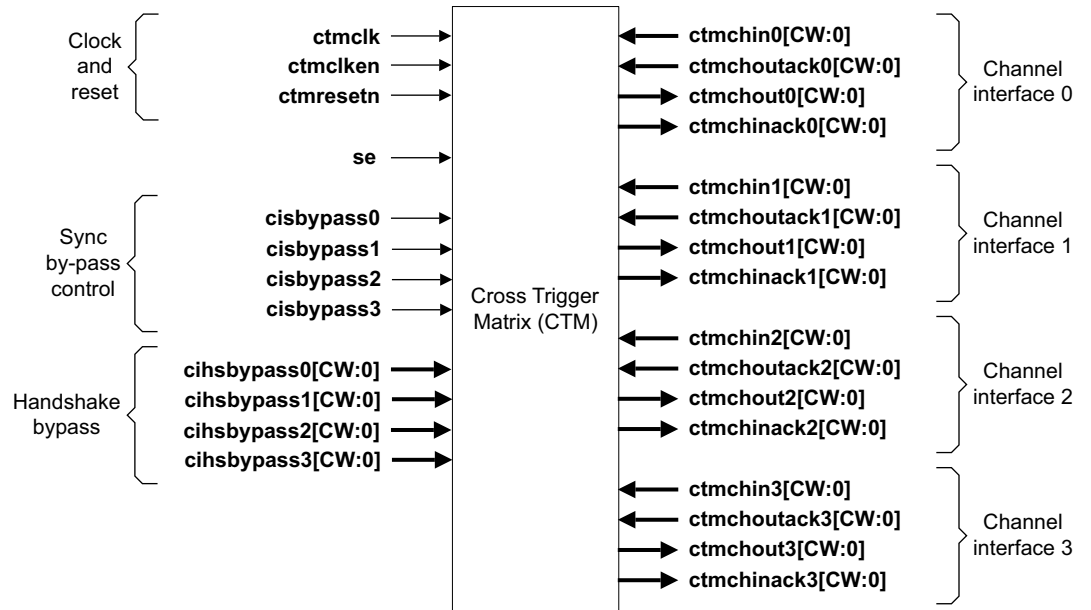 Clock
and
reset
ctmclk
ctmclken
ctmresetn
se
Sync
by-pass
control
cisbypass0
cisbypass1
cisbypass2
cisbypass3
Handshake
bypass
cihsbypass0[CW:0]
cihsbypass1[CW:0]
cihsbypass2[CW:0]
cihsbypass3[CW:0]
Cross Trigger
Matrix (CTM)
ctmchin0[CW:0]
ctmchoutack0[CW:0]
ctmchout0[CW:0]
ctmchinack0[CW:0]
Channel
interface 0
ctmchin1[CW:0]
ctmchoutack1[CW:0]
ctmchout1[CW:0]
ctmchinack1[CW:0]
Channel
interface 1
ctmchin2[CW:0]
ctmchoutack2[CW:0]
ctmchout2[CW:0]
ctmchinack2[CW:0]
Channel
interface 2
ctmchin3[CW:0]
ctmchoutack3[CW:0]
ctmchout3[CW:0]
ctmchinack3[CW:0]
Channel
interface 3